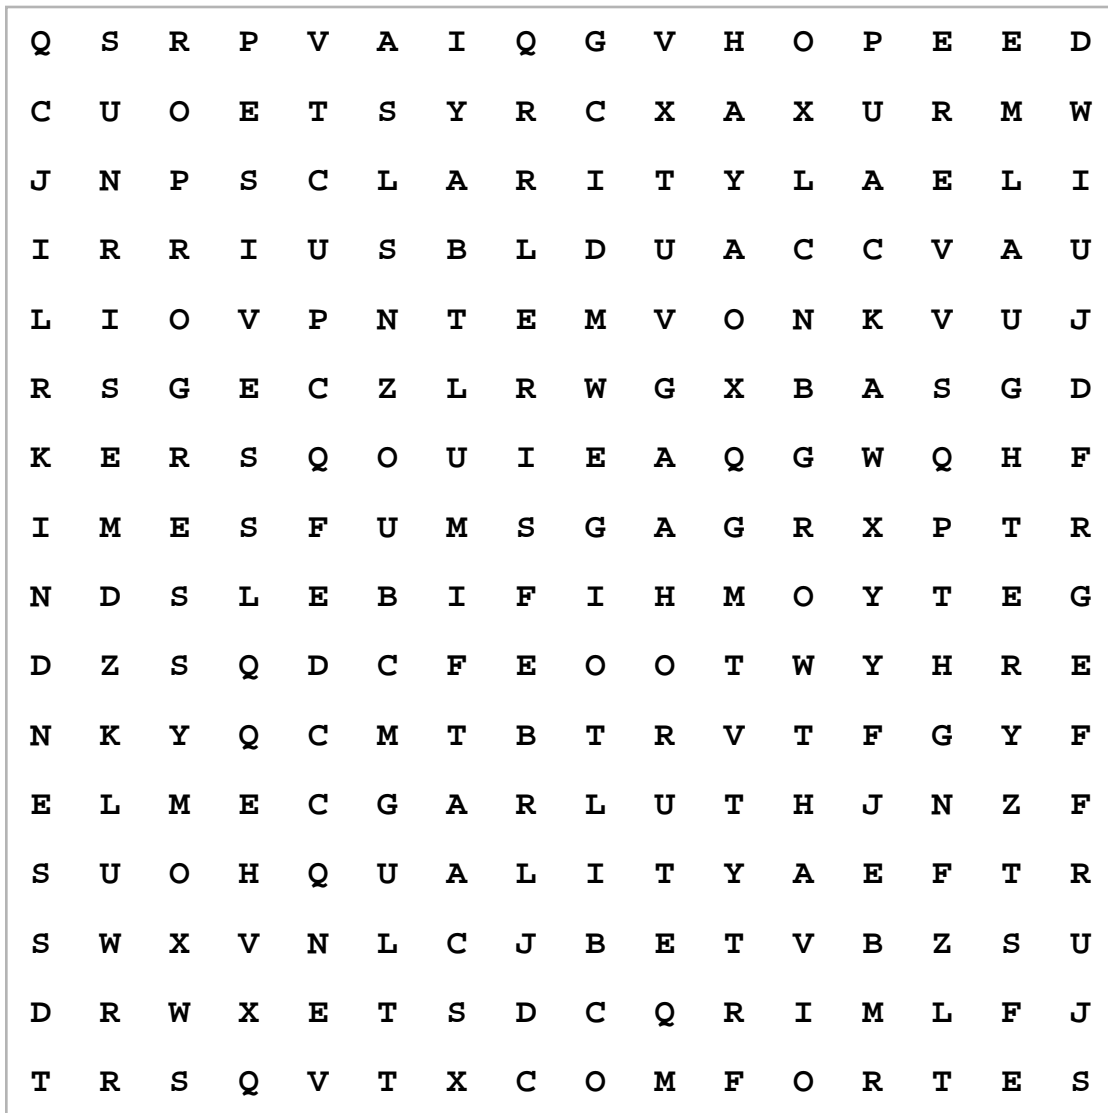 Q S R P V A I Q G V H O P E E D
C U O E T S Y R C X A X U R M W
J N P S C L A R I T Y L A E L I
I R R I U S B L D U A C C V A U
L I O V P N T E M V O N K V U J
R S G E C Z L R W G X B A S G D
K E R S Q O U I E A Q G W Q H F
I M E S F U M S G A G R X P T R
N D S L E B I F I H M O Y T E G
D Z S Q D C F E O O T W Y H R E
N K Y Q C M T B T R V T F G Y F
E L M E C G A R L U T H J N Z F
S U O H Q U A L I T Y A E F T R
S W X V N L C J B E T V B Z S U
D R W X E T S D C Q R I M L F J
T R S Q V T X C O M F O R T E S